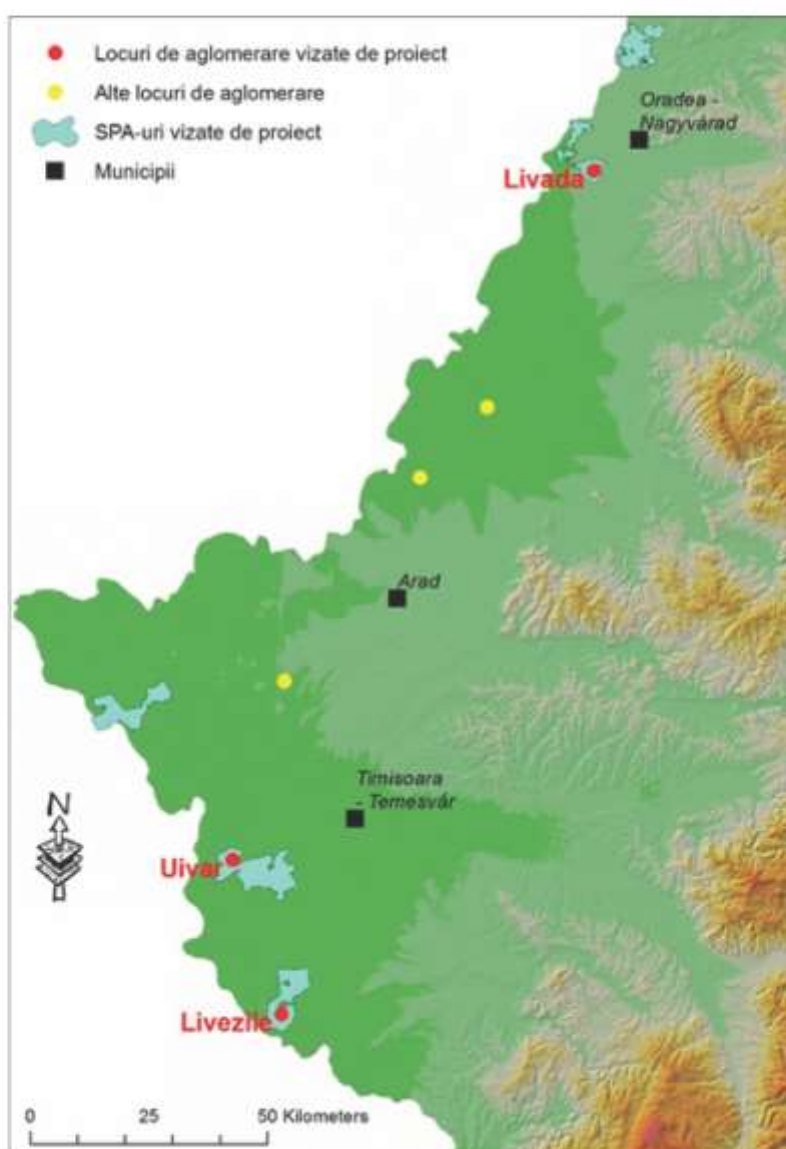 Locuri de aglomerare vizate de proiect
Alte locuri de aglomerare
SPA-uri vizate de proiect
Municipii
Oradea -
Nagyvárad
Livada
Arad
Timisoara
- Temesvár
N
Uivar
Livezile
0 25 50 Kilometers